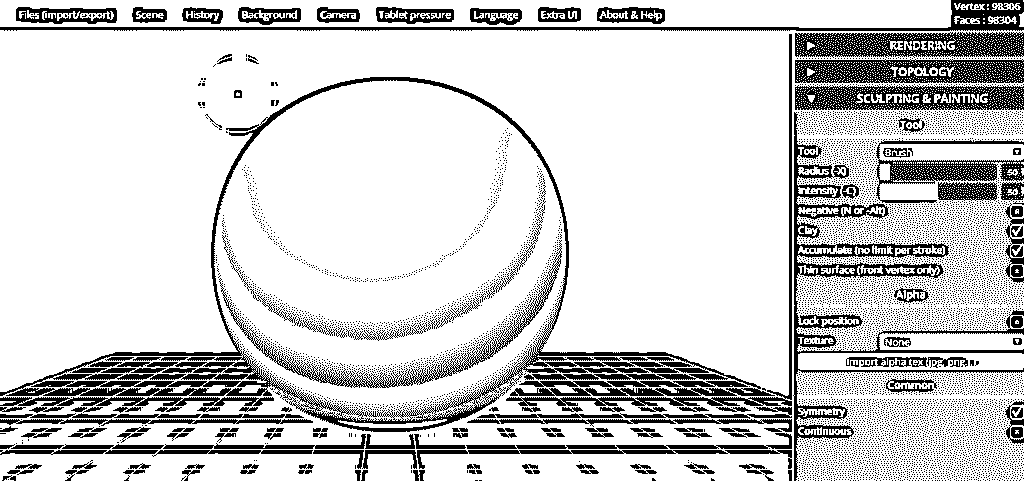 Files (import/export) Scene History Background Camera Tablet pressure Language Extra UI About & Help
Vertex : 98306
Faces : 98304
RENDERING
TOPOLOGY
SCULPTING & PAINTING
Tool
Tool Brush
Radius (-X) 50
Intensity (-C) 50
Negative (N or -Alt)
Clay
Accumulate (no limit per stroke)
Thin surface (front vertex only)
Alpha
Lock position
Texture None
Import alpha tex (jpg, png...)
Common
Symmetry
Continuous